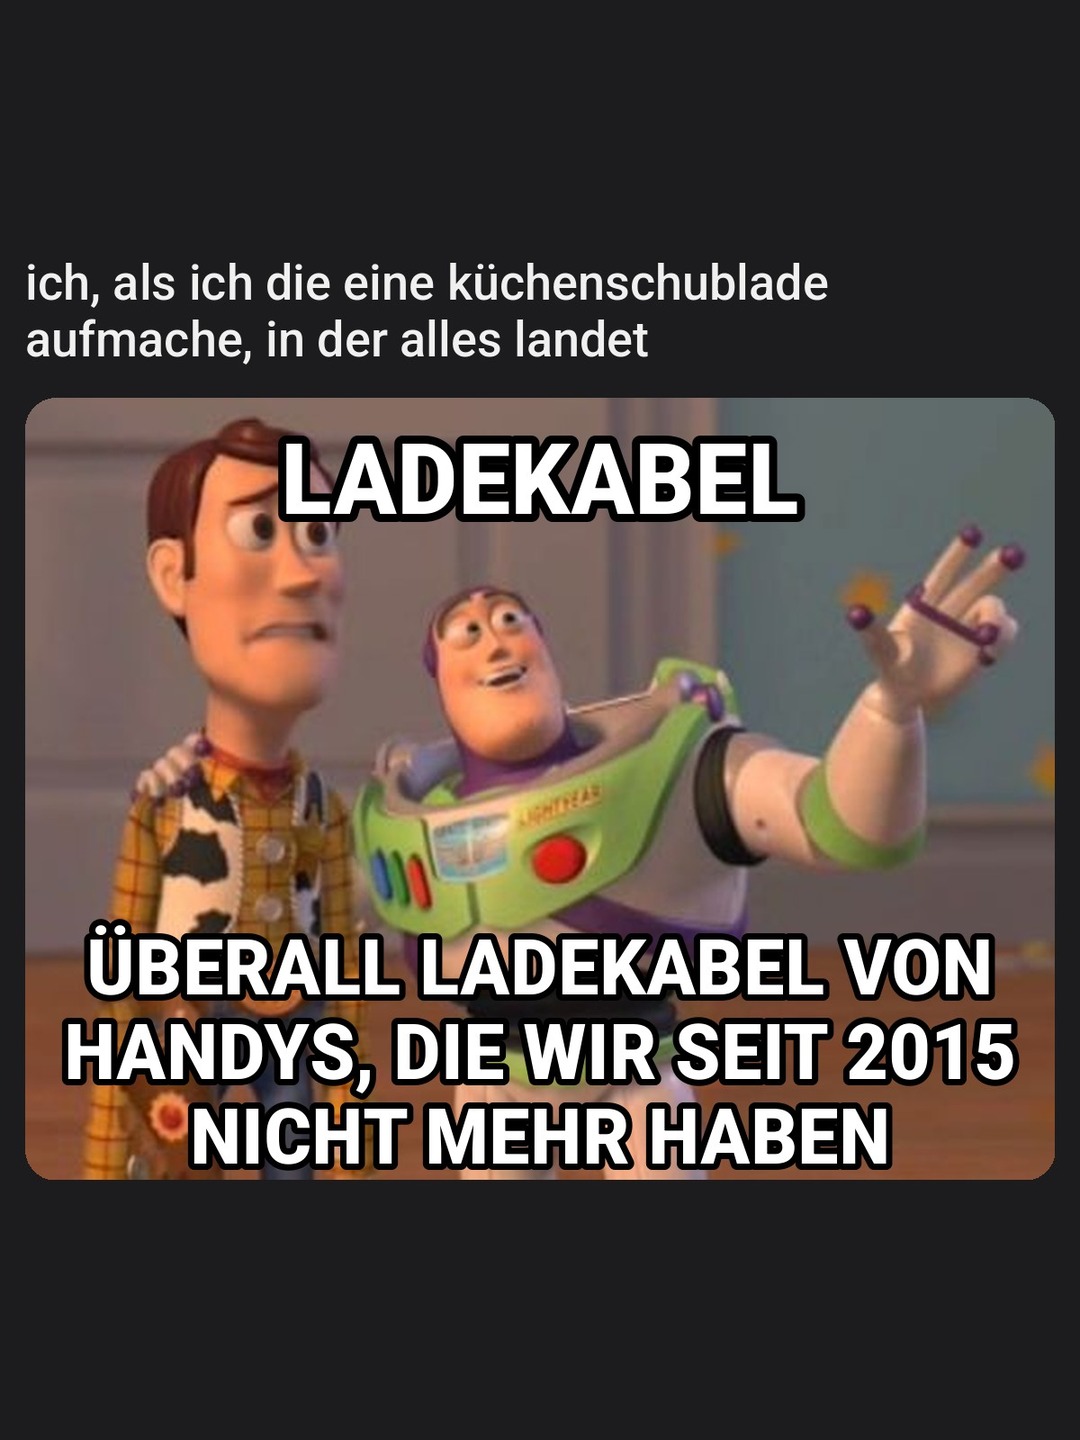 ich, als ich die eine küchenschublade
aufmache, in der alles landet
LADEKABEL
LIGHTYEAR
ÜBERALL LADEKABEL VON
HANDYS, DIE WIR SEIT 2015
NICHT MEHR HABEN